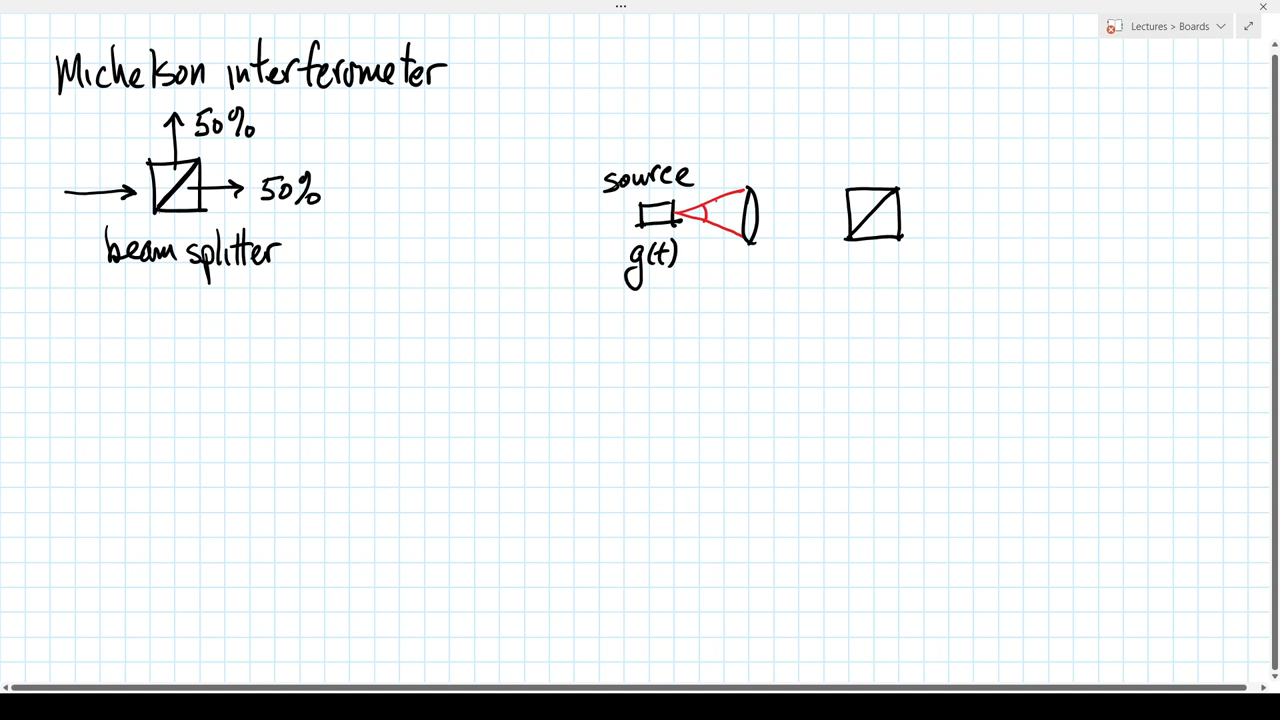 Lectures > Boards
Michelson interferometer
50%
50%
beam splitter
source
g(t)